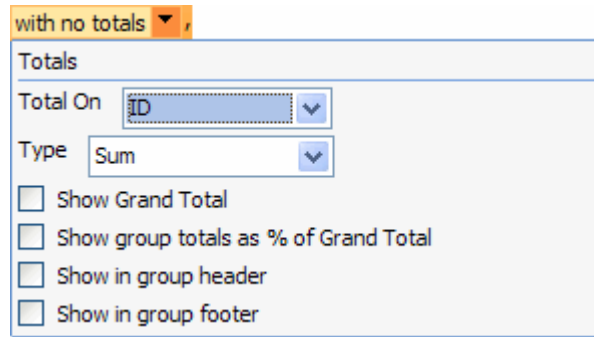 with no totals ,
Totals
Total On ID
Type Sum
Show Grand Total
Show group totals as % of Grand Total
Show in group header
Show in group footer